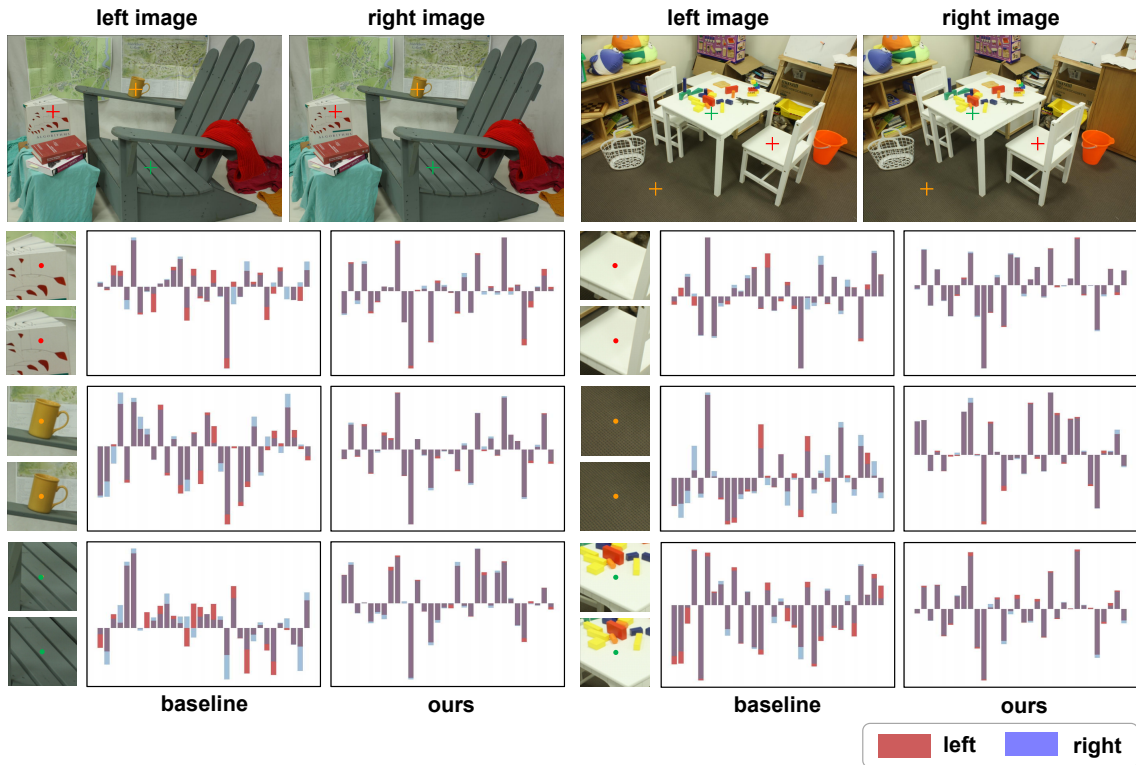 left image
right image
left image
right image
baseline
ours
baseline
ours
left
right